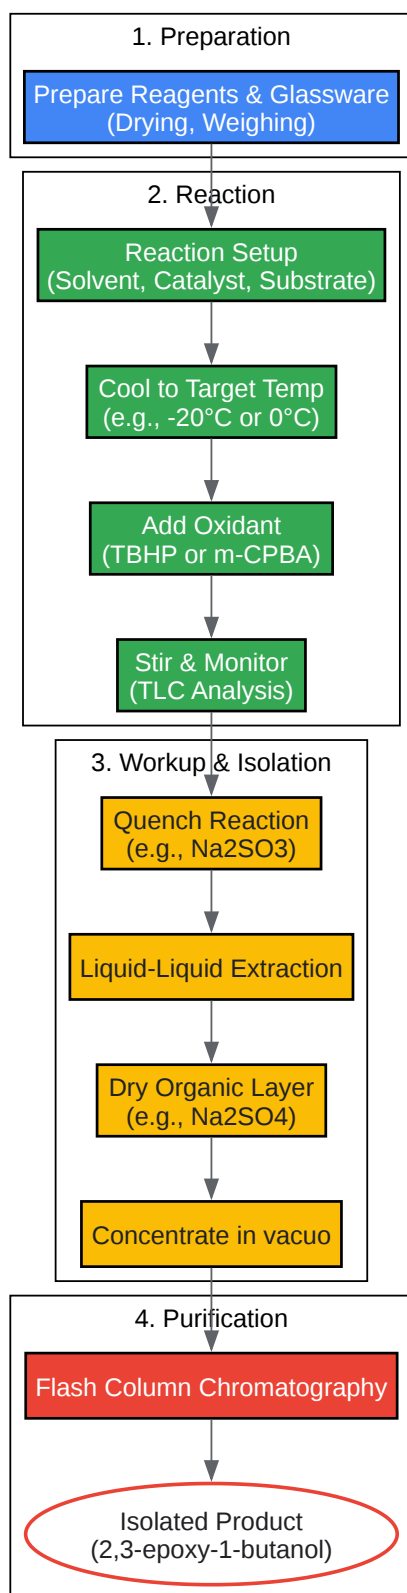 1. Preparation
Prepare Reagents & Glassware
(Drying, Weighing)
2. Reaction
Reaction Setup
(Solvent, Catalyst, Substrate)
Cool to Target Temp
(e.g., -20°C or 0°C)
Add Oxidant
(TBHP or m-CPBA)
Stir & Monitor
(TLC Analysis)
3. Workup & Isolation
Quench Reaction
(e.g., Na2SO3)
Liquid-Liquid Extraction
Dry Organic Layer
(e.g., Na2SO4)
Concentrate in vacuo
4. Purification
Flash Column Chromatography
Isolated Product
(2,3-epoxy-1-butanol)